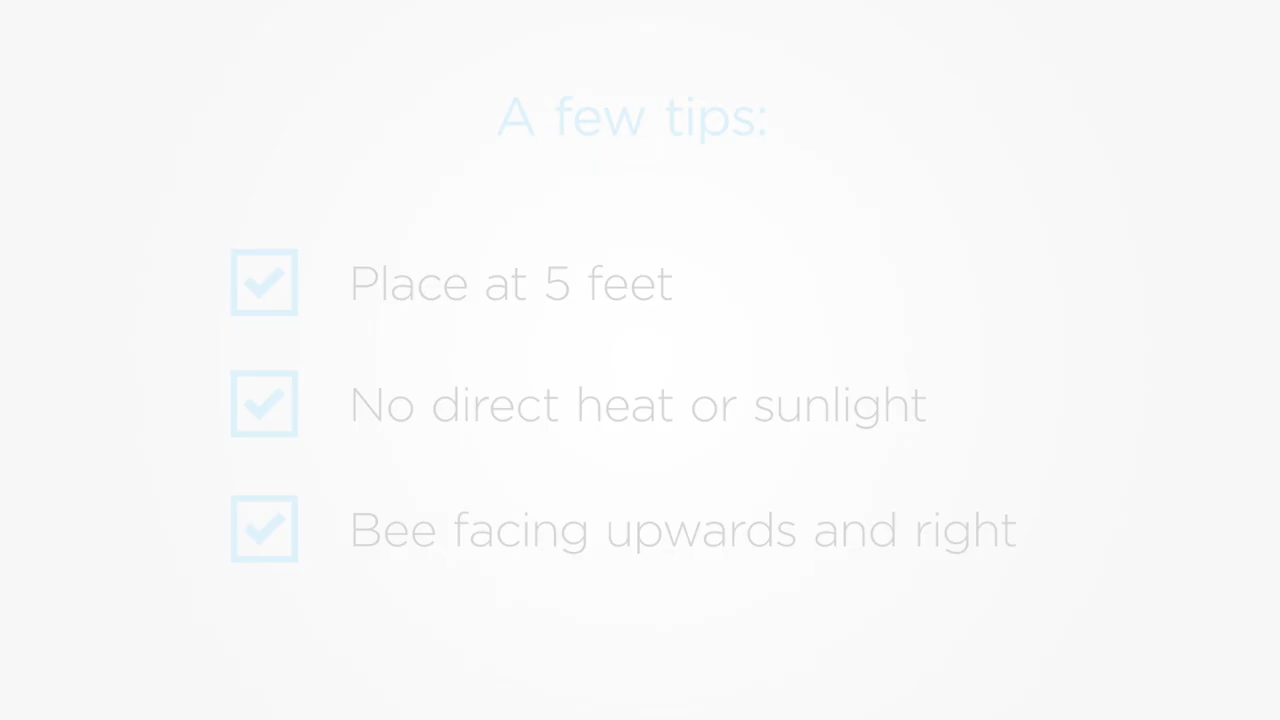 A few tips:
Place at 5 feet
No direct heat or sunlight
Bee facing upwards and right